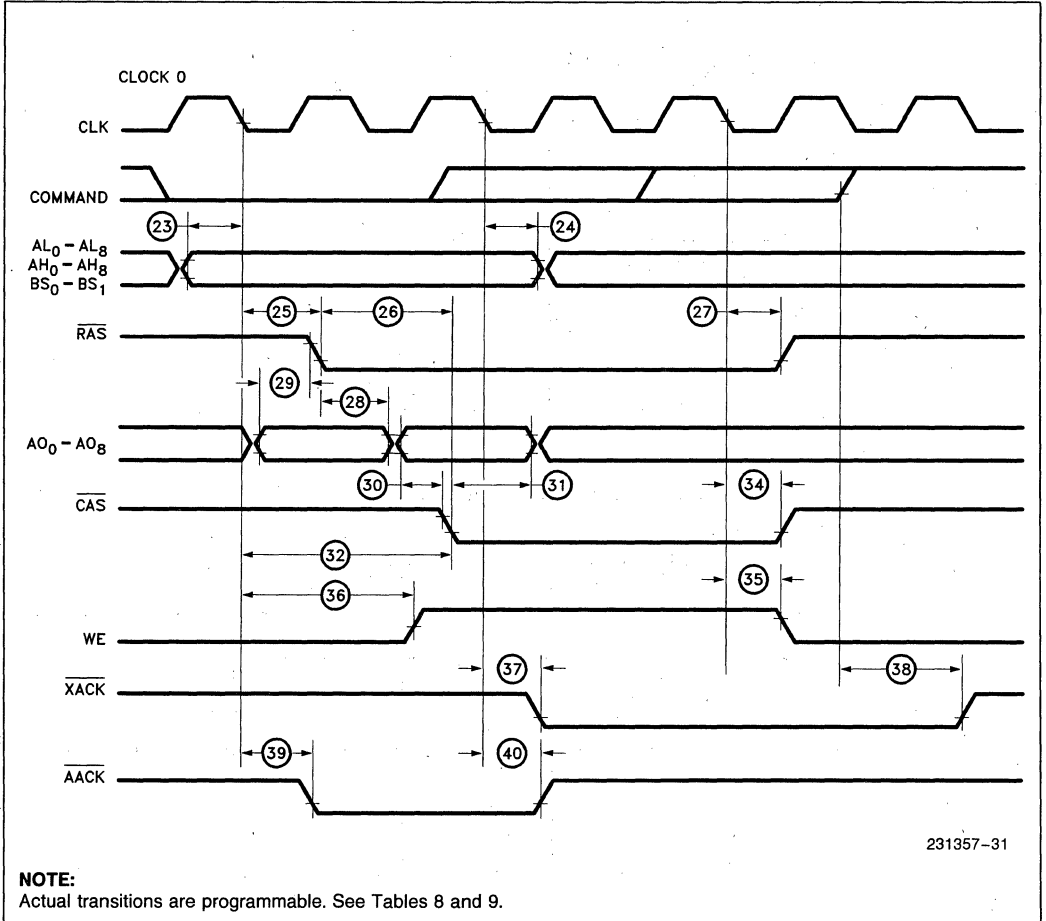 CLOCK 0
CLK
COMMAND
23
24
AL0 – AL8
AH0 – AH8
BS0 – BS1
25
26
27
RAS
29
28
AO0 – AO8
30
31
34
CAS
32
35
36
WE
37
38
XACK
39
40
AACK
231357–31
NOTE:
Actual transitions are programmable. See Tables 8 and 9.